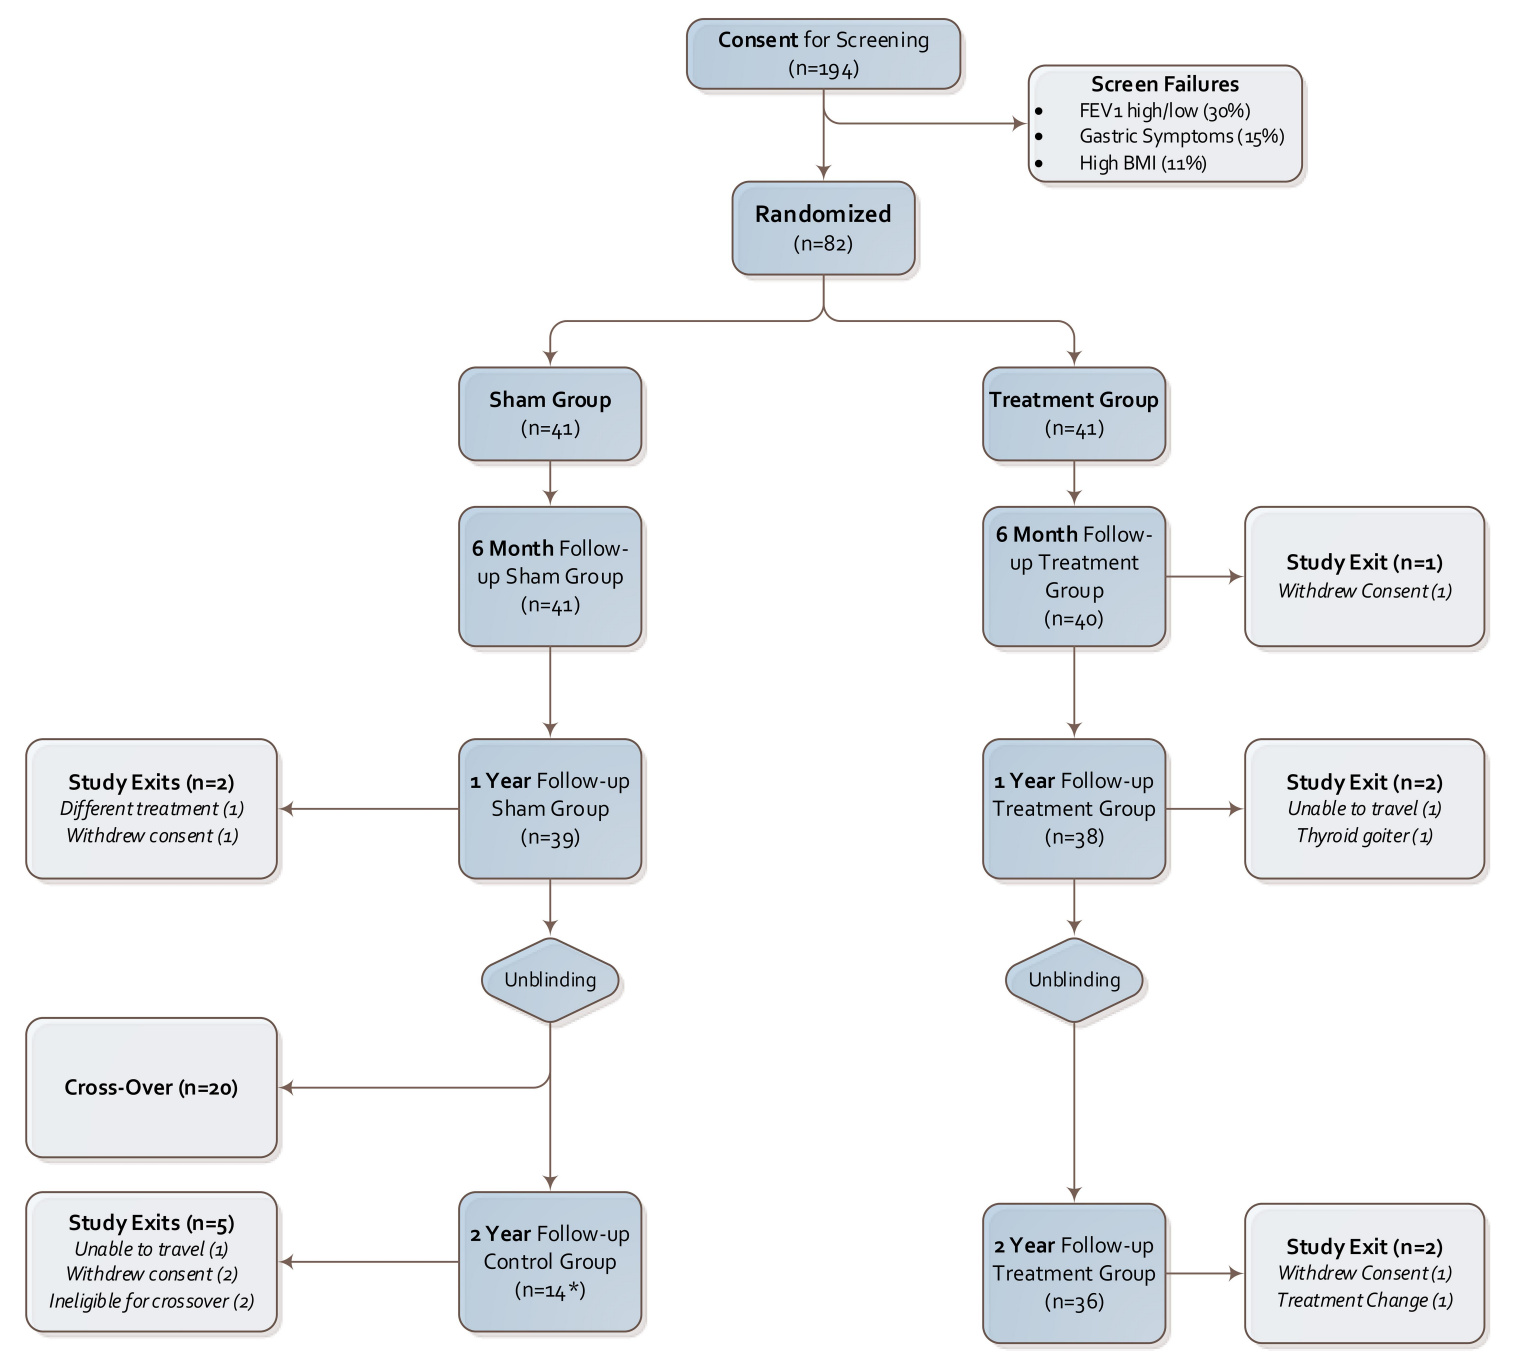 Consent for Screening
(n=194)
Screen Failures
• FEV1 high/low (30%)
• Gastric Symptoms (15%)
• High BMI (11%)
Randomized
(n=82)
Sham Group
(n=41)
Treatment Group
(n=41)
6 Month Follow-
up Sham Group
(n=41)
6 Month Follow-
up Treatment
Group
(n=40)
Study Exit (n=1)
Withdrew Consent (1)
Study Exits (n=2)
Different treatment (1)
Withdrew consent (1)
1 Year Follow-up
Sham Group
(n=39)
1 Year Follow-up
Treatment Group
(n=38)
Study Exit (n=2)
Unable to travel (1)
Thyroid goiter (1)
Unblinding
Unblinding
Cross-Over (n=20)
Study Exits (n=5)
Unable to travel (1)
Withdrew consent (2)
Ineligible for crossover (2)
2 Year Follow-up
Control Group
(n=14*)
2 Year Follow-up
Treatment Group
(n=36)
Study Exit (n=2)
Withdrew Consent (1)
Treatment Change (1)